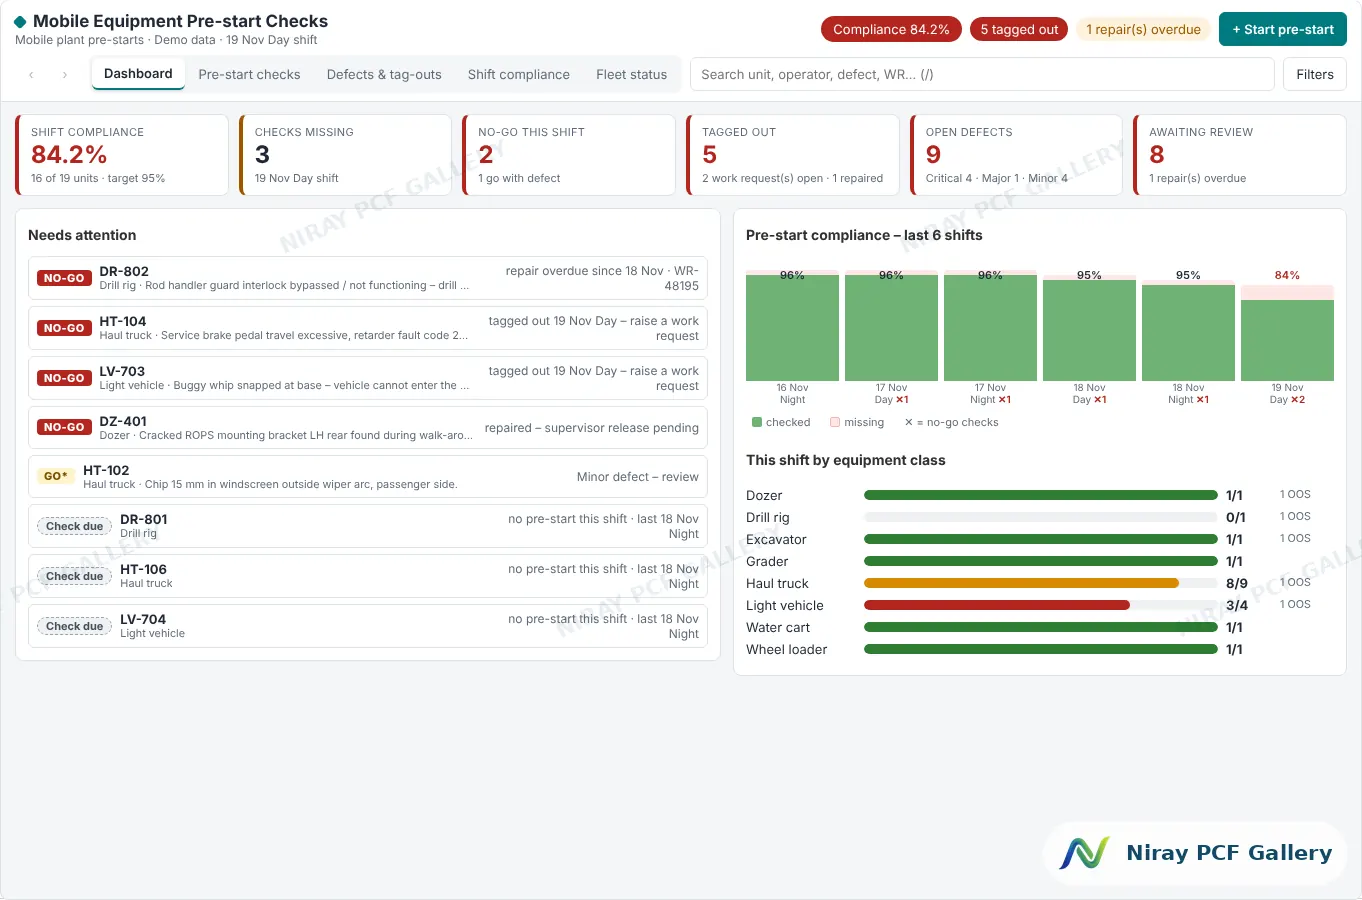 Mobile Equipment Pre-start Checks
Mobile plant pre-starts · Demo data · 19 Nov Day shift
Compliance 84.2%
5 tagged out
1 repair(s) overdue
+ Start pre-start
‹ ›
Dashboard
Pre-start checks
Defects & tag-outs
Shift compliance
Fleet status
Search unit, operator, defect, WR... (/)
Filters
SHIFT COMPLIANCE
84.2%
16 of 19 units · target 95%
CHECKS MISSING
3
19 Nov Day shift
NO-GO THIS SHIFT
2
1 go with defect
TAGGED OUT
5
2 work request(s) open · 1 repaired
OPEN DEFECTS
9
Critical 4 · Major 1 · Minor 4
AWAITING REVIEW
8
1 repair(s) overdue
Needs attention
NO-GO
DR-802
Drill rig · Rod handler guard interlock bypassed / not functioning – drill ...
repair overdue since 18 Nov · WR-
48195
NO-GO
HT-104
Haul truck · Service brake pedal travel excessive, retarder fault code 2...
tagged out 19 Nov Day – raise a work
request
NO-GO
LV-703
Light vehicle · Buggy whip snapped at base – vehicle cannot enter the ...
tagged out 19 Nov Day – raise a work
request
NO-GO
DZ-401
Dozer · Cracked ROPS mounting bracket LH rear found during walk-aro...
repaired – supervisor release pending
GO*
HT-102
Haul truck · Chip 15 mm in windscreen outside wiper arc, passenger side.
Minor defect – review
Check due
DR-801
Drill rig
no pre-start this shift · last 18 Nov
Night
Check due
HT-106
Haul truck
no pre-start this shift · last 18 Nov
Night
Check due
LV-704
Light vehicle
no pre-start this shift · last 18 Nov
Night
Pre-start compliance – last 6 shifts
96% 96% 96% 95% 95% 84%
16 Nov
Night
17 Nov
Day ✕1
17 Nov
Night ✕1
18 Nov
Day ✕1
18 Nov
Night ✕1
19 Nov
Day ✕2
checked
missing
✕ = no-go checks
This shift by equipment class
Dozer 1/1 1 OOS
Drill rig 0/1 1 OOS
Excavator 1/1 1 OOS
Grader 1/1
Haul truck 8/9 1 OOS
Light vehicle 3/4 1 OOS
Water cart 1/1
Wheel loader 1/1
NIRAY PCF GALLERY
NIRAY PCF GALLERY
PCF GALLERY
NIRAY PCF GALLERY
NIRAY PCF GALL
Niray PCF Gallery